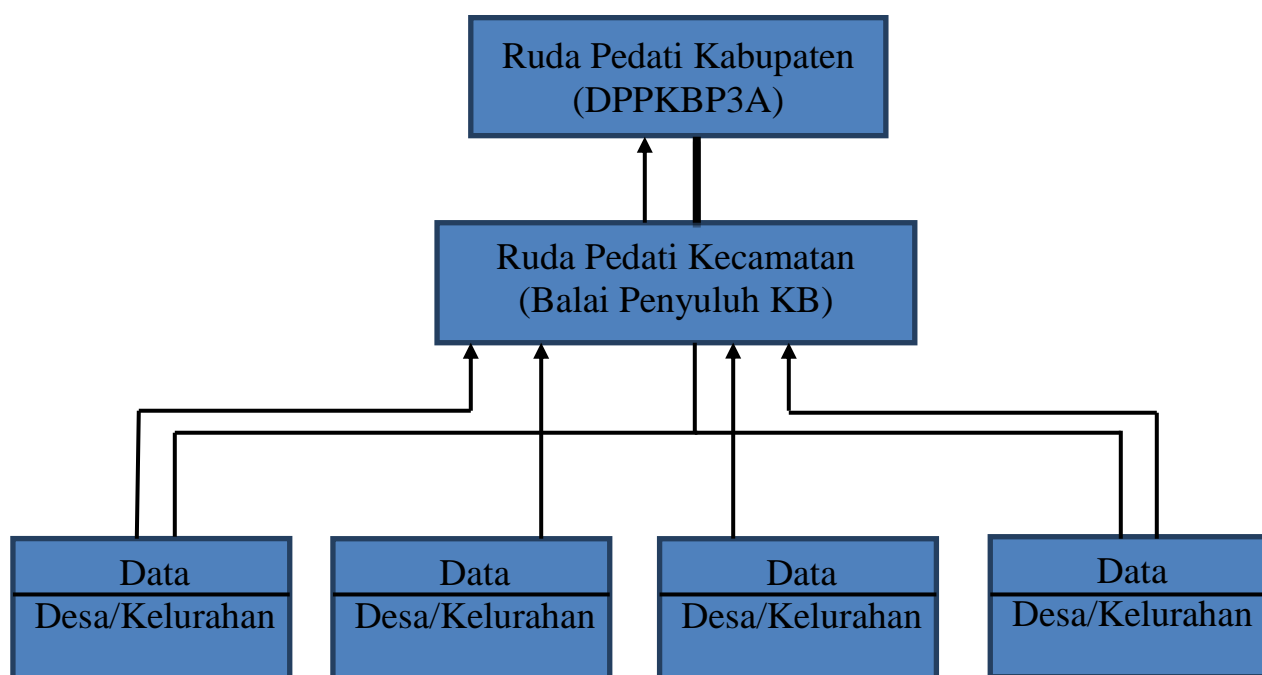 Ruda Pedati Kabupaten
(DPPKBP3A)
Ruda Pedati Kecamatan
(Balai Penyuluh KB)
Data
Desa/Kelurahan
Data
Desa/Kelurahan
Data
Desa/Kelurahan
Data
Desa/Kelurahan